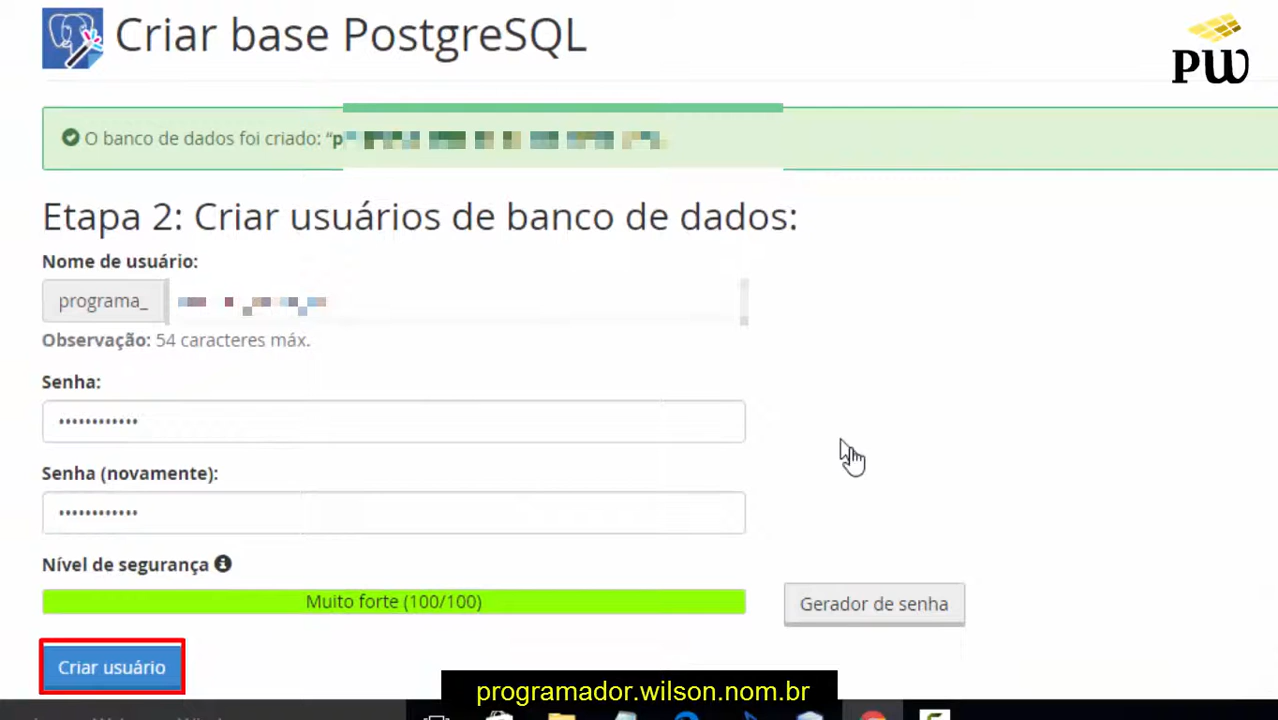 Criar base PostgreSQL
PW
O banco de dados foi criado: “p
Etapa 2: Criar usuários de banco de dados:
Nome de usuário:
programa_
Observação: 54 caracteres máx.
Senha:
••••••••••••
Senha (novamente):
••••••••••••
Nível de segurança
Muito forte (100/100)
Gerador de senha
Criar usuário
programador.wilson.nom.br